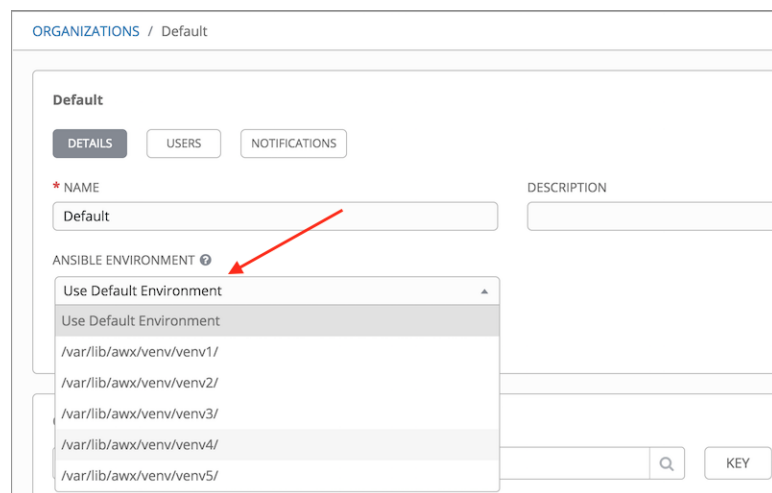 ORGANIZATIONS / Default
Default
DETAILS USERS NOTIFICATIONS
* NAME DESCRIPTION
Default
ANSIBLE ENVIRONMENT
Use Default Environment
Use Default Environment
/var/lib/awx/venv/venv1/
/var/lib/awx/venv/venv2/
/var/lib/awx/venv/venv3/
/var/lib/awx/venv/venv4/
KEY
/var/lib/awx/venv/venv5/